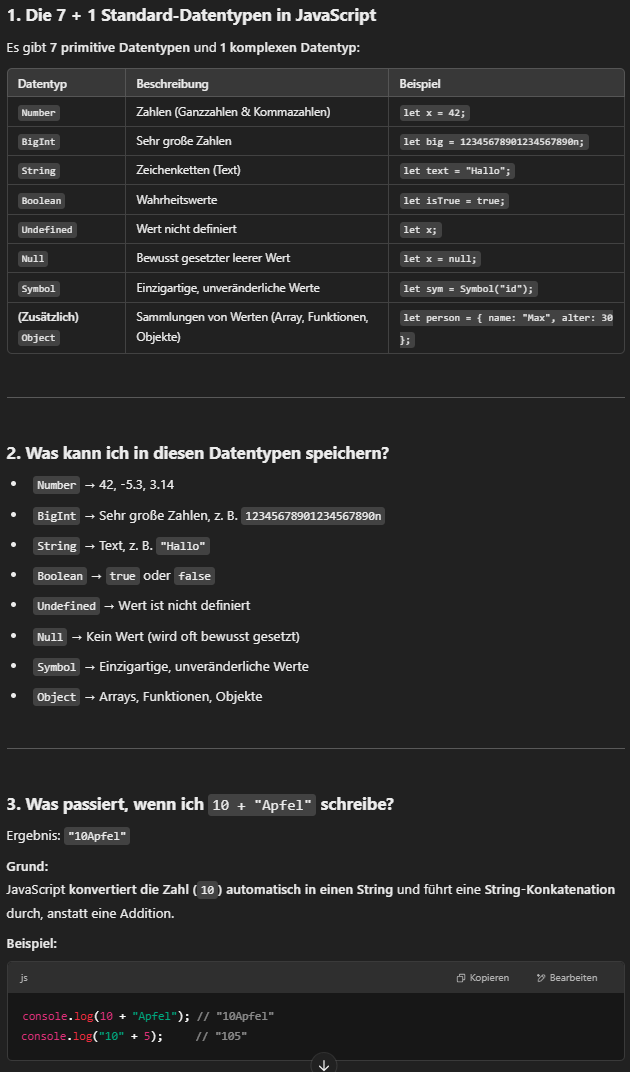 1. Die 7 + 1 Standard-Datentypen in JavaScript
Es gibt 7 primitive Datentypen und 1 komplexen Datentyp:
Datentyp Beschreibung Beispiel
Number Zahlen (Ganzzahlen & Kommazahlen) let x = 42;
BigInt Sehr große Zahlen let big = 12345678901234567890n;
String Zeichenketten (Text) let text = "Hallo";
Boolean Wahrheitswerte let isTrue = true;
Undefined Wert nicht definiert let x;
Null Bewusst gesetzter leerer Wert let x = null;
Symbol Einzigartige, unveränderliche Werte let sym = Symbol("id");
(Zusätzlich) Sammlungen von Werten (Array, Funktionen, let person = { name: "Max", alter: 30
Object Objekte) };
2. Was kann ich in diesen Datentypen speichern?
• Number → 42, -5.3, 3.14
• BigInt → Sehr große Zahlen, z. B. 12345678901234567890n
• String → Text, z. B. "Hallo"
• Boolean → true oder false
• Undefined → Wert ist nicht definiert
• Null → Kein Wert (wird oft bewusst gesetzt)
• Symbol → Einzigartige, unveränderliche Werte
• Object → Arrays, Funktionen, Objekte
3. Was passiert, wenn ich 10 + "Apfel" schreibe?
Ergebnis: "10Apfel"
Grund:
JavaScript konvertiert die Zahl (10) automatisch in einen String und führt eine String-Konkatenation
durch, anstatt eine Addition.
Beispiel:
js Kopieren Bearbeiten
console.log(10 + "Apfel"); // "10Apfel"
console.log("10" + 5); // "105"